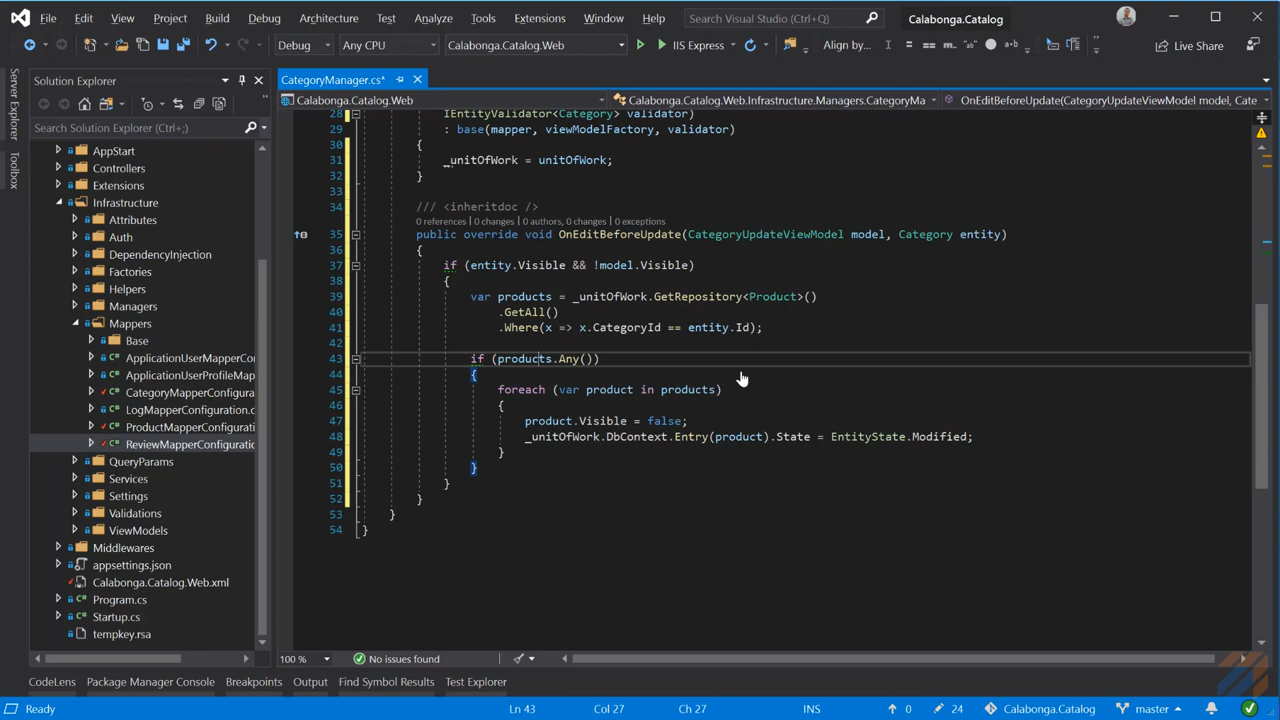 File Edit View Project Build Debug Architecture Test Analyze Tools Extensions Window Help Search Visual Studio (Ctrl+Q) Calabonga.Catalog
Debug Any CPU Calabonga.Catalog.Web IIS Express Align by... Live Share
Server Explorer
Toolbox
Solution Explorer
Search Solution Explorer (Ctrl+;)
AppStart
Controllers
Extensions
Infrastructure
Attributes
Auth
DependencyInjection
Factories
Helpers
Managers
Mappers
Base
ApplicationUserMapperCon
ApplicationUserProfileMap
CategoryMapperConfigura
LogMapperConfiguration.c
ProductMapperConfigurati
ReviewMapperConfiguratio
QueryParams
Services
Settings
Validations
ViewModels
Middlewares
appsettings.json
Calabonga.Catalog.Web.xml
Program.cs
Startup.cs
tempkey.rsa
CategoryManager.cs*
Calabonga.Catalog.Web Calabonga.Catalog.Web.Infrastructure.Managers.CategoryMa OnEditBeforeUpdate(CategoryUpdateViewModel model, Cate
28 IEntityValidator<Category> validator)
29 : base(mapper, viewModelFactory, validator)
30 {
31 _unitOfWork = unitOfWork;
32 }
33
34 /// <inheritdoc />
0 references | 0 changes | 0 authors, 0 changes | 0 exceptions
35 public override void OnEditBeforeUpdate(CategoryUpdateViewModel model, Category entity)
36 {
37 if (entity.Visible && !model.Visible)
38 {
39 var products = _unitOfWork.GetRepository<Product>()
40 .GetAll()
41 .Where(x => x.CategoryId == entity.Id);
42
43 if (products.Any())
44 {
45 foreach (var product in products)
46 {
47 product.Visible = false;
48 _unitOfWork.DbContext.Entry(product).State = EntityState.Modified;
49 }
50 }
51 }
52 }
53 }
54 }
100 % No issues found
CodeLens Package Manager Console Breakpoints Output Find Symbol Results Test Explorer
Ready Ln 43 Col 27 Ch 27 INS 0 24 Calabonga.Catalog master